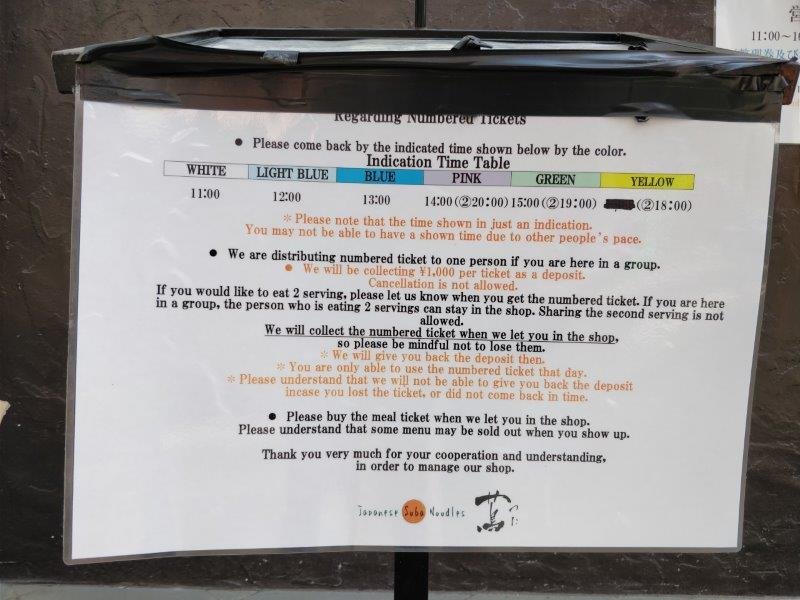 営
11:00~1
Regarding Numbered Tickets
● Please come back by the indicated time shown below by the color.
Indication Time Table
WHITE LIGHT BLUE BLUE PINK GREEN YELLOW
11:00 12:00 13:00 14:00(②20:00) 15:00(②19:00) (②18:00)
＊Please note that the time shown in just an indication.
You may not be able to have a shown time due to other people's pace.
● We are distributing numbered ticket to one person if you are here in a group.
● We will be collecting ¥1,000 per ticket as a deposit.
Cancellation is not allowed.
If you would like to eat 2 serving, please let us know when you get the numbered ticket. If you are here
in a group, the person who is eating 2 servings can stay in the shop. Sharing the second serving is not
allowed.
We will collect the numbered ticket when we let you in the shop,
so please be mindful not to lose them.
＊We will give you back the deposit then.
＊You are only able to use the numbered ticket that day.
＊Please understand that we will not be able to give you back the deposit
incase you lost the ticket, or did not come back in time.
● Please buy the meal ticket when we let you in the shop.
Please understand that some menu may be sold out when you show up.
Thank you very much for your cooperation and understanding,
in order to manage our shop.
Japanese Soba Noodles 蔦